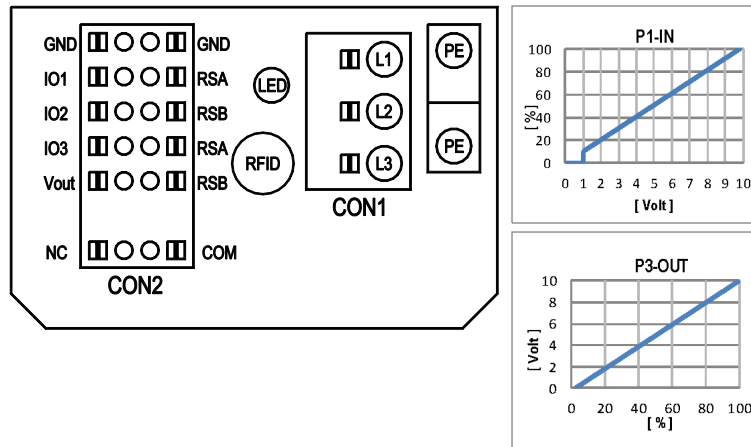 GND GND
IO1 RSA
IO2 RSB
IO3 RSA
Vout RSB
NC COM
CON2
LED
RFID
L1
L2
L3
CON1
PE
PE
P1-IN
100
80
60
40
20
0
[ %]
0 1 2 3 4 5 6 7 8 9 10
[ Volt ]
P3-OUT
10
8
6
4
2
0
[ Volt ]
0 20 40 60 80 100
[ % ]